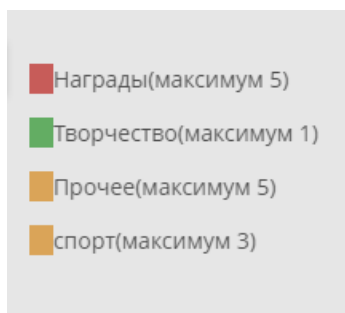 Награды(максимум 5)
Творчество(максимум 1)
Прочее(максимум 5)
спорт(максимум 3)